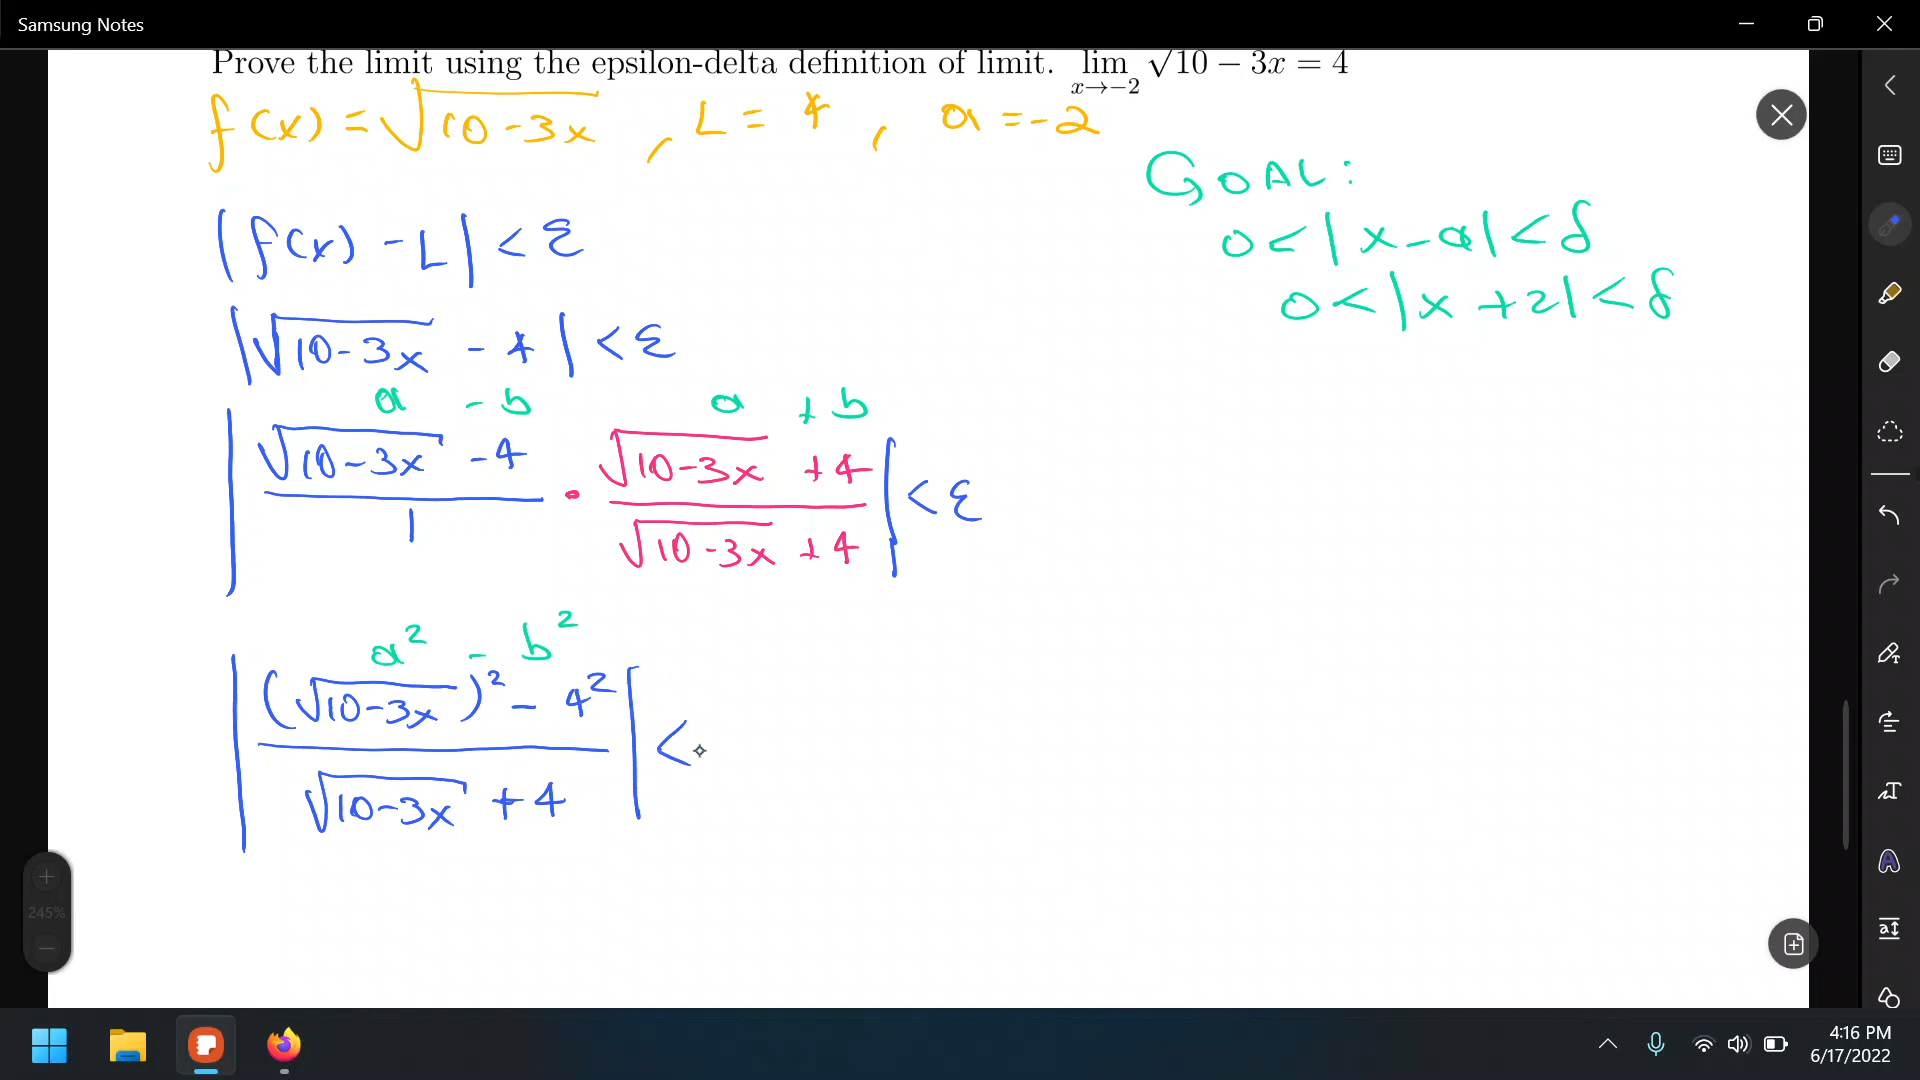 Samsung Notes
Prove the limit using the epsilon-delta definition of limit. lim x→−2 √10 − 3x = 4
f(x) = √(10-3x) , L = 4 , a = -2
GOAL:
0 < |x - a| < δ
0 < |x + 2| < δ
|f(x) - L| < ε
|√(10-3x) - 4| < ε
a - b a + b
|(√(10-3x) - 4)/1 · (√(10-3x) + 4)/(√(10-3x) + 4)| < ε
a² - b²
|((√(10-3x))² - 4²)/(√(10-3x) + 4)| <
245%
4:16 PM
6/17/2022